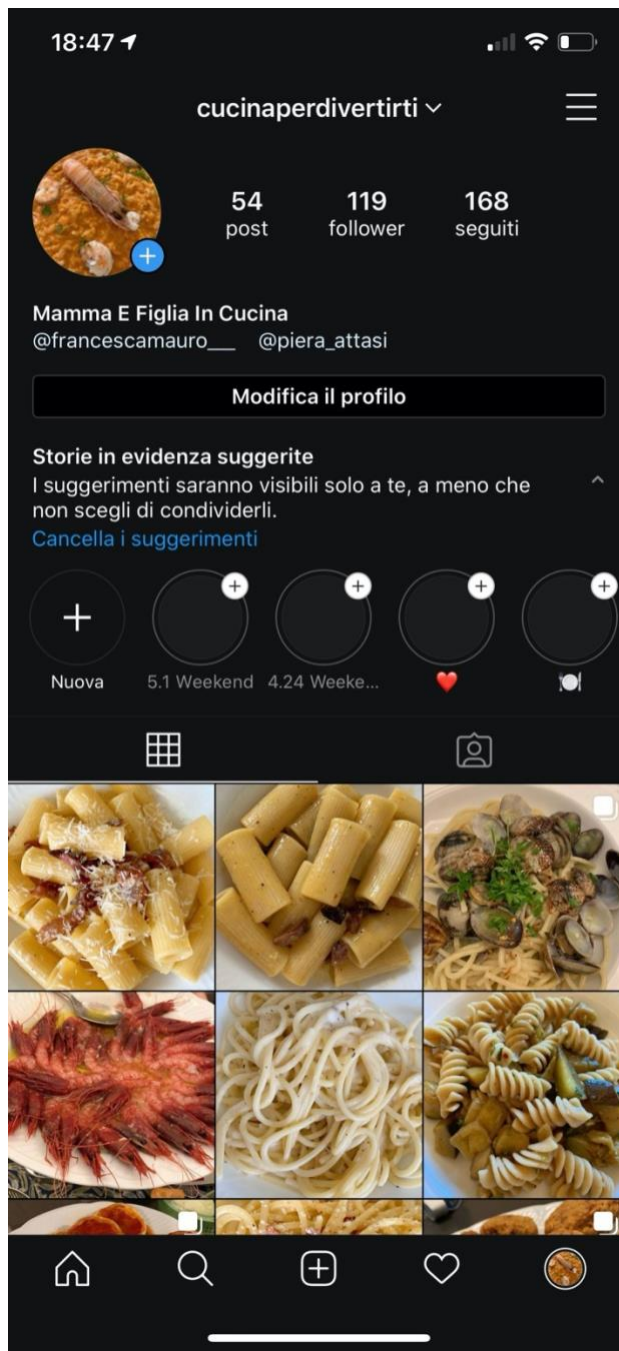 18:47
cucinaperdivertirti
54 119 168
post follower seguiti
Mamma E Figlia In Cucina
@francescamauro___ @piera_attasi
Modifica il profilo
Storie in evidenza suggerite
I suggerimenti saranno visibili solo a te, a meno che
non scegli di condividerli.
Cancella i suggerimenti
Nuova 5.1 Weekend 4.24 Weeke... ❤️ 🍽️